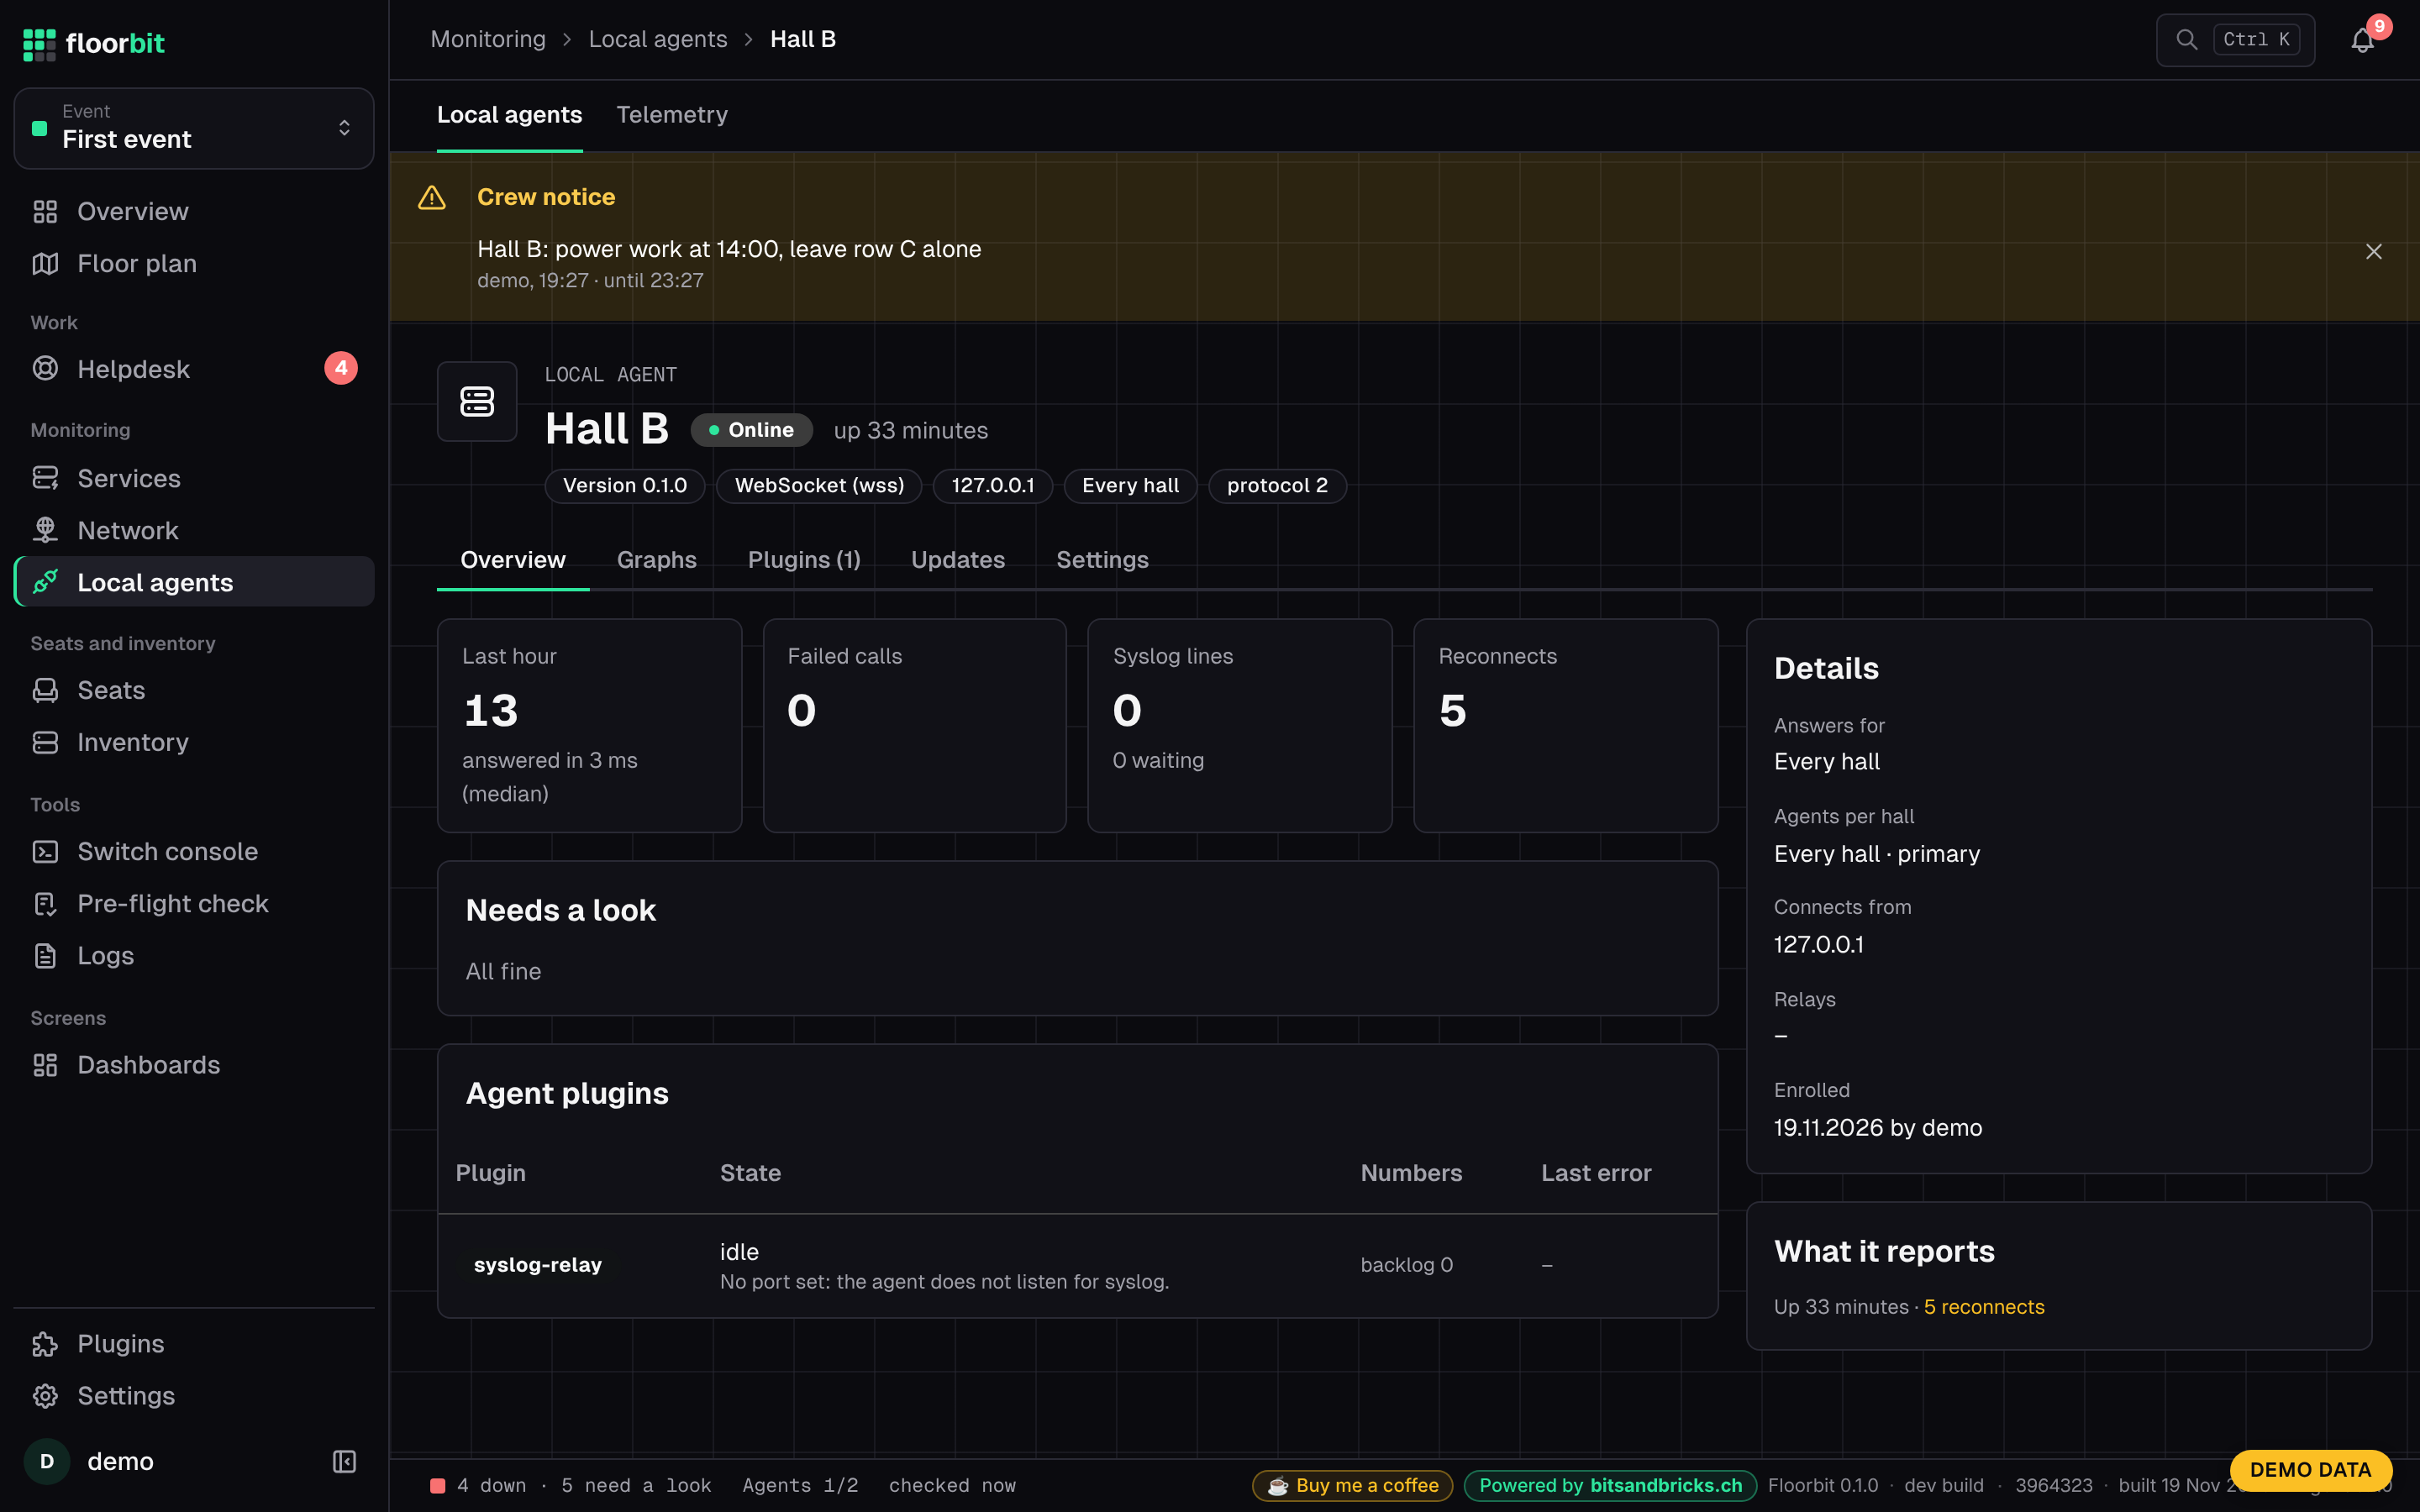 floorbit
Event
First event
Overview
Floor plan
Work
Helpdesk 4
Monitoring
Services
Network
Local agents
Seats and inventory
Seats
Inventory
Tools
Switch console
Pre-flight check
Logs
Screens
Dashboards
Plugins
Settings
D demo
Monitoring > Local agents > Hall B
Ctrl K
9
Local agents Telemetry
Crew notice
Hall B: power work at 14:00, leave row C alone
demo, 19:27 · until 23:27
LOCAL AGENT
Hall B Online up 33 minutes
Version 0.1.0 WebSocket (wss) 127.0.0.1 Every hall protocol 2
Overview Graphs Plugins (1) Updates Settings
Last hour
13
answered in 3 ms
(median)
Failed calls
0
Syslog lines
0
0 waiting
Reconnects
5
Needs a look
All fine
Agent plugins
Plugin State Numbers Last error
syslog-relay idle backlog 0 –
No port set: the agent does not listen for syslog.
Details
Answers for
Every hall
Agents per hall
Every hall · primary
Connects from
127.0.0.1
Relays
–
Enrolled
19.11.2026 by demo
What it reports
Up 33 minutes · 5 reconnects
4 down · 5 need a look Agents 1/2 checked now
Buy me a coffee Powered by bitsandbricks.ch Floorbit 0.1.0 · dev build · 3964323 · built 19 Nov
DEMO DATA